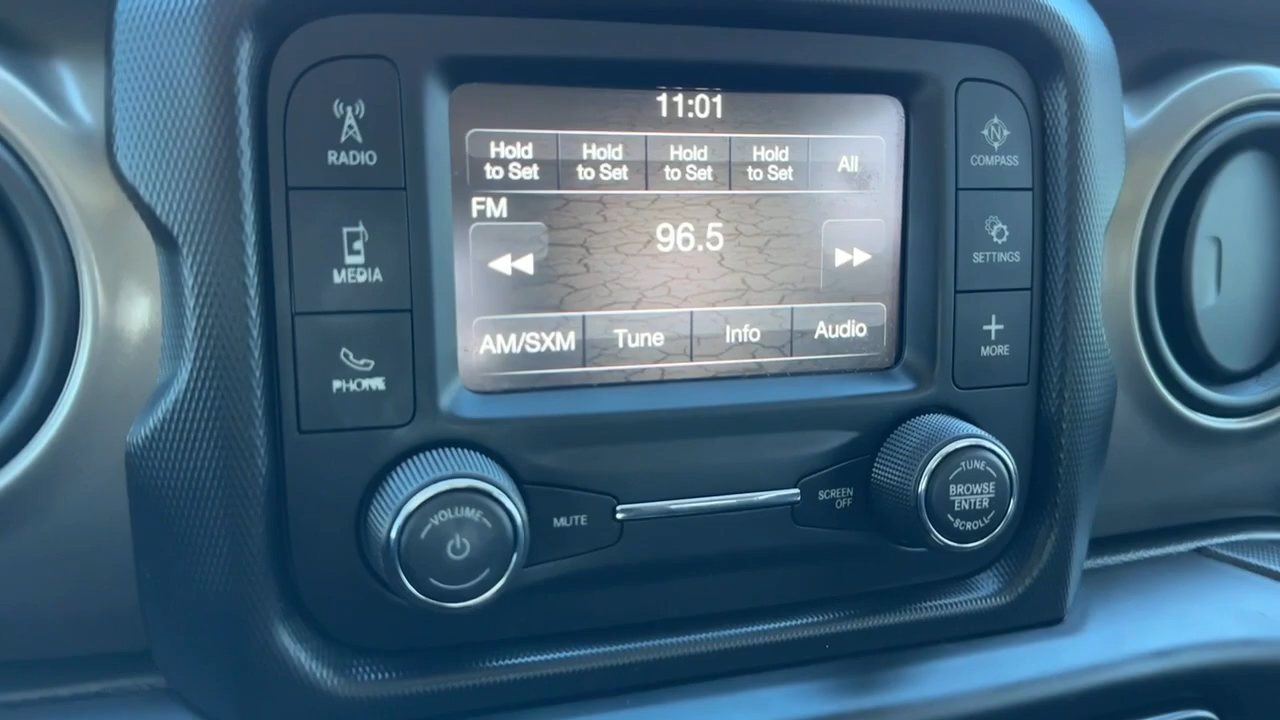 11:01
Hold to Set
Hold to Set
Hold to Set
Hold to Set
All
FM
96.5
AM/SXM
Tune
Info
Audio
RADIO
MEDIA
PHONE
N
COMPASS
SETTINGS
MORE
VOLUME
MUTE
SCREEN OFF
TUNE
BROWSE
ENTER
SCROLL